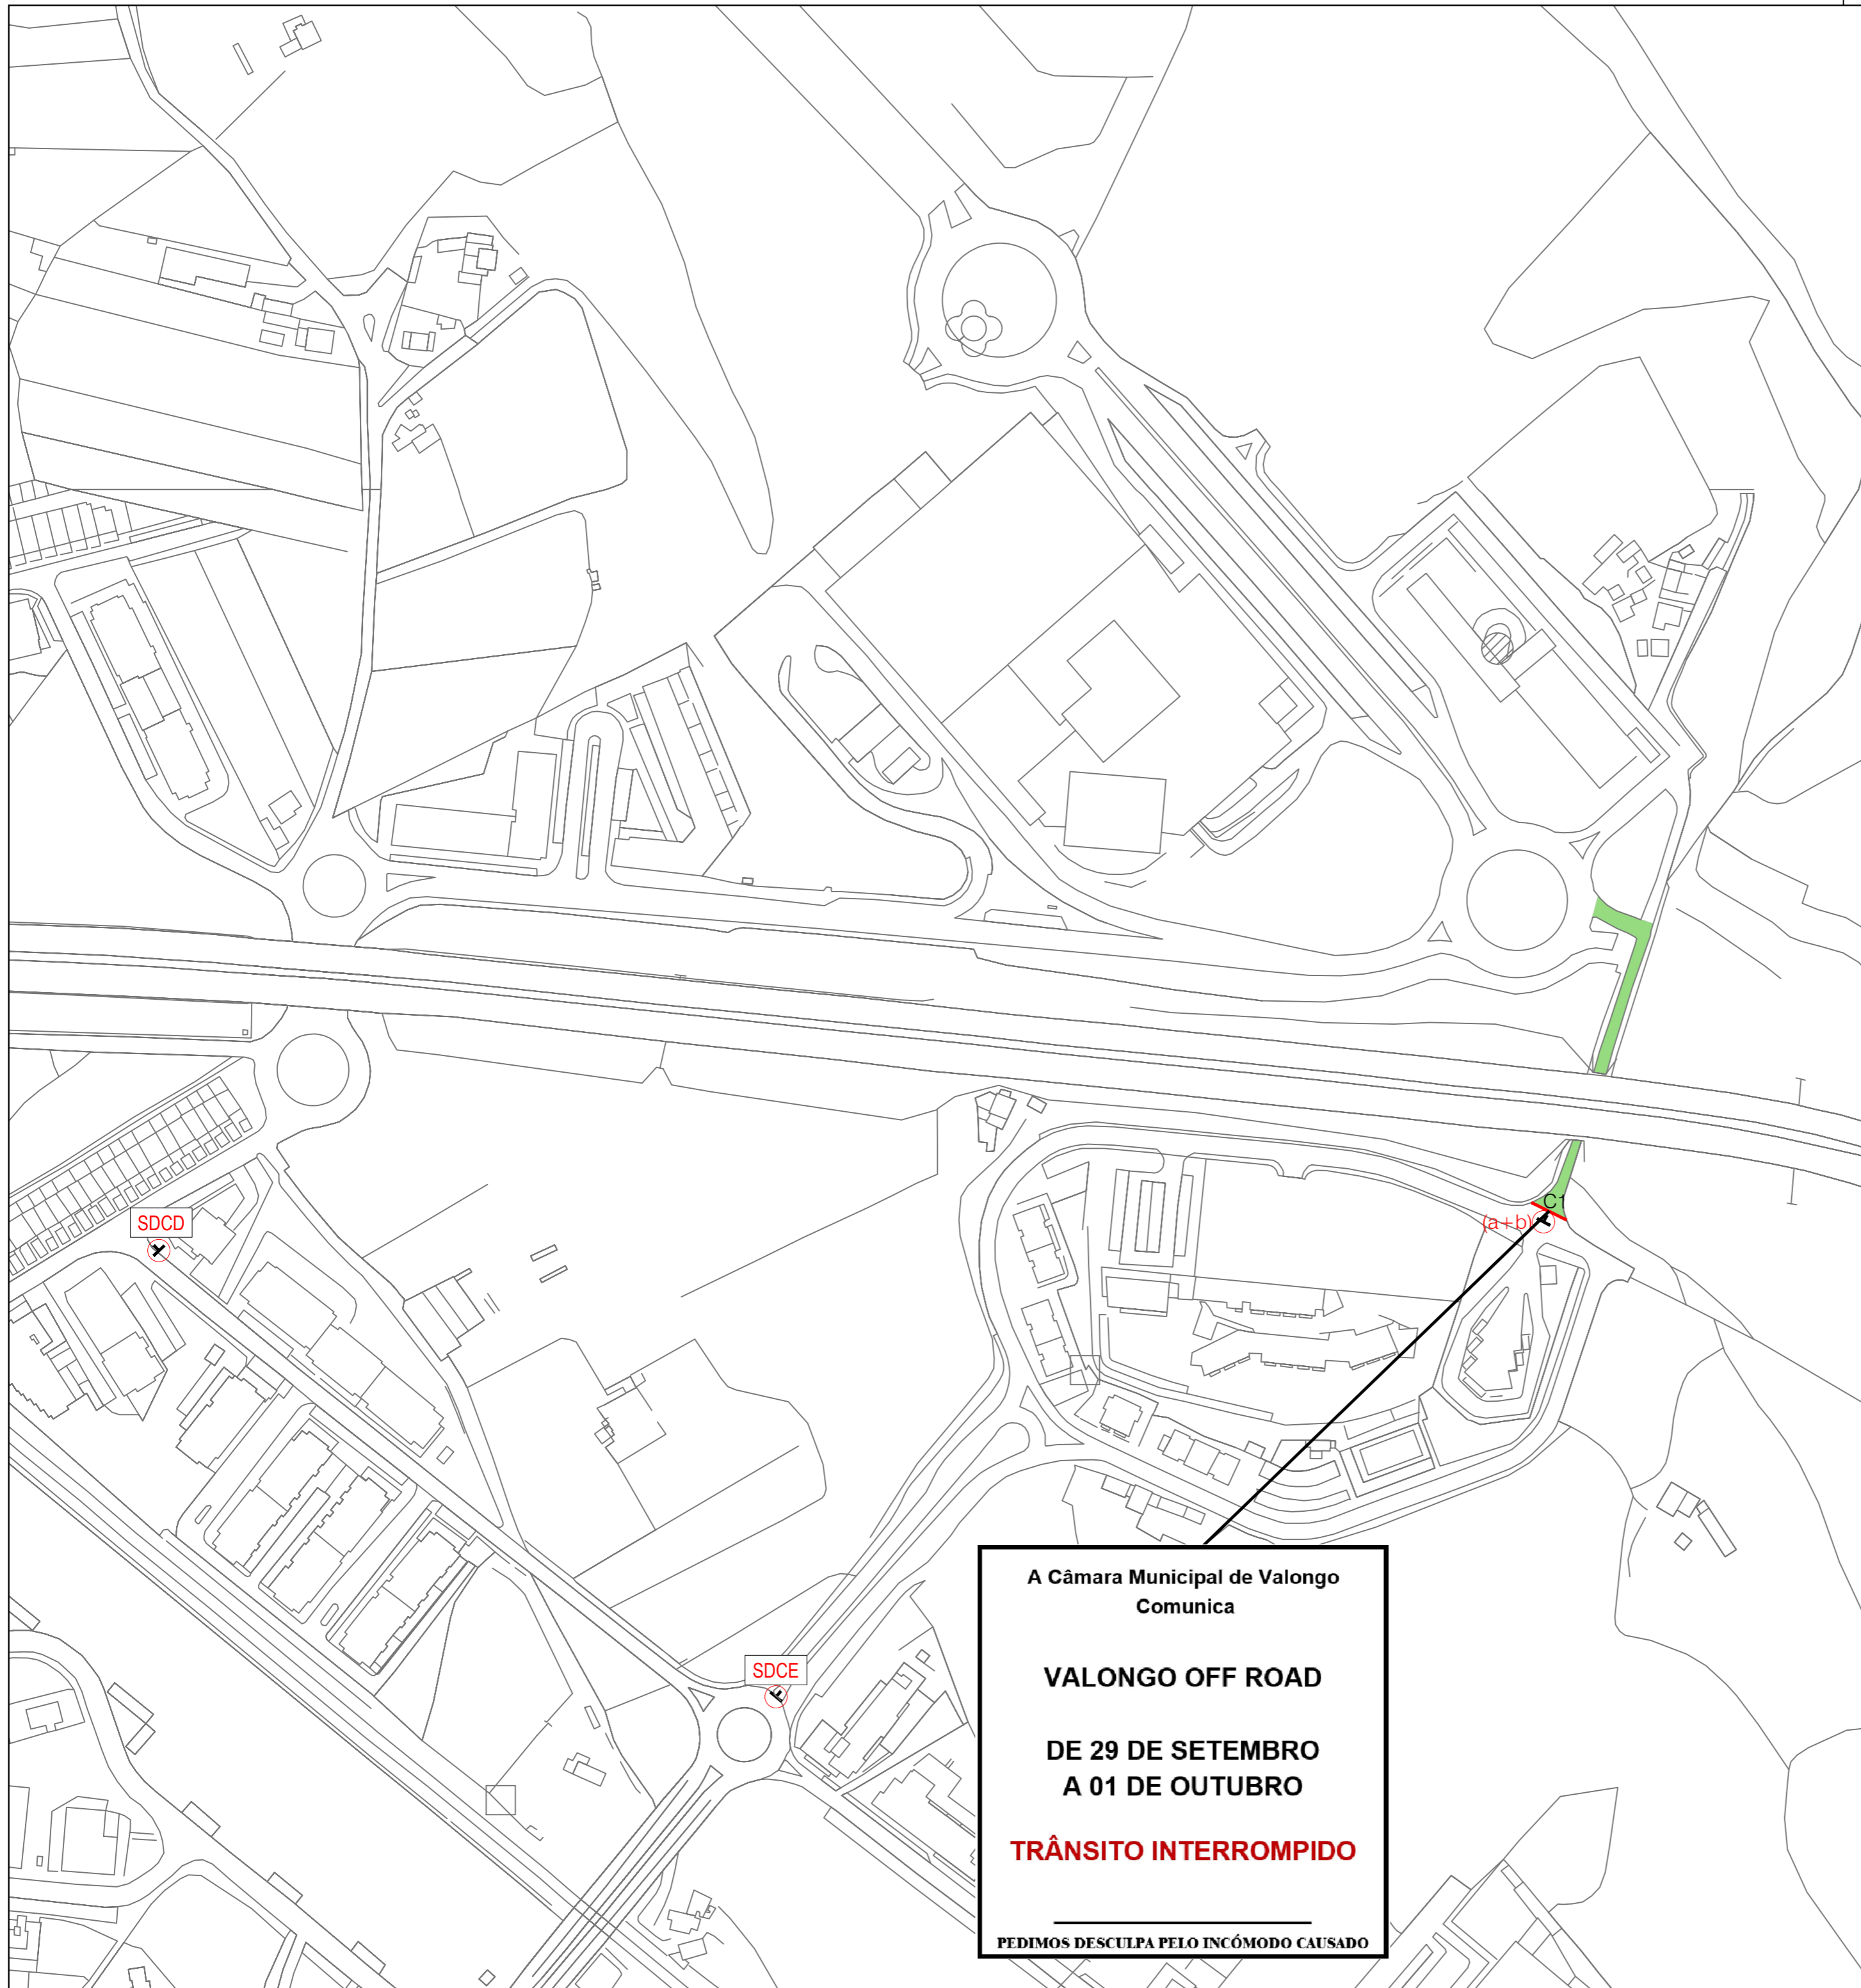 C1
(a+b)
SDCD
SDCE
A Câmara Municipal de Valongo
Comunica
VALONGO OFF ROAD
DE 29 DE SETEMBRO
A 01 DE OUTUBRO
TRÂNSITO INTERROMPIDO
PEDIMOS DESCULPA PELO INCÓMODO CAUSADO